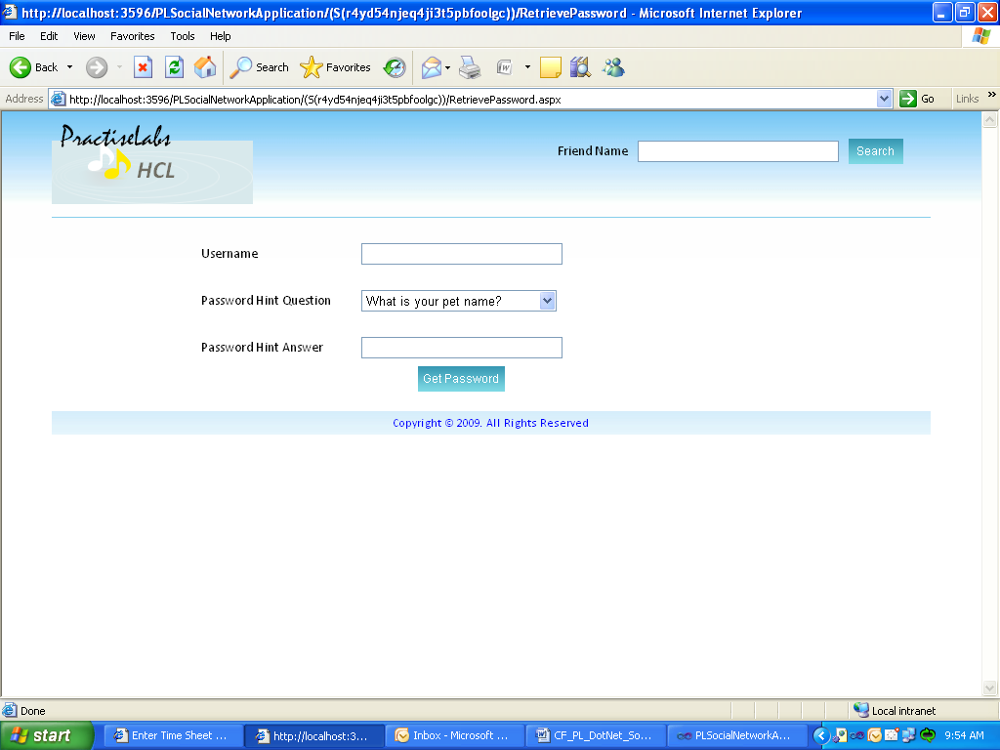 http://localhost:3596/PLSocialNetworkApplication/(S(r4yd54njeq4ji3t5pbfoolgc))/RetrievePassword - Microsoft Internet Explorer
File Edit View Favorites Tools Help
Back Search Favorites
Address http://localhost:3596/PLSocialNetworkApplication/(S(r4yd54njeq4ji3t5pbfoolgc))/RetrievePassword.aspx Go Links »
PractiseLabs
HCL
Friend Name Search
Username
Password Hint Question What is your pet name?
Password Hint Answer
Get Password
Copyright © 2009. All Rights Reserved
Done Local intranet
start Enter Time Sheet ... http://localhost:3... Inbox - Microsoft ... CF_PL_DotNet_So... PLSocialNetworkA... 9:54 AM